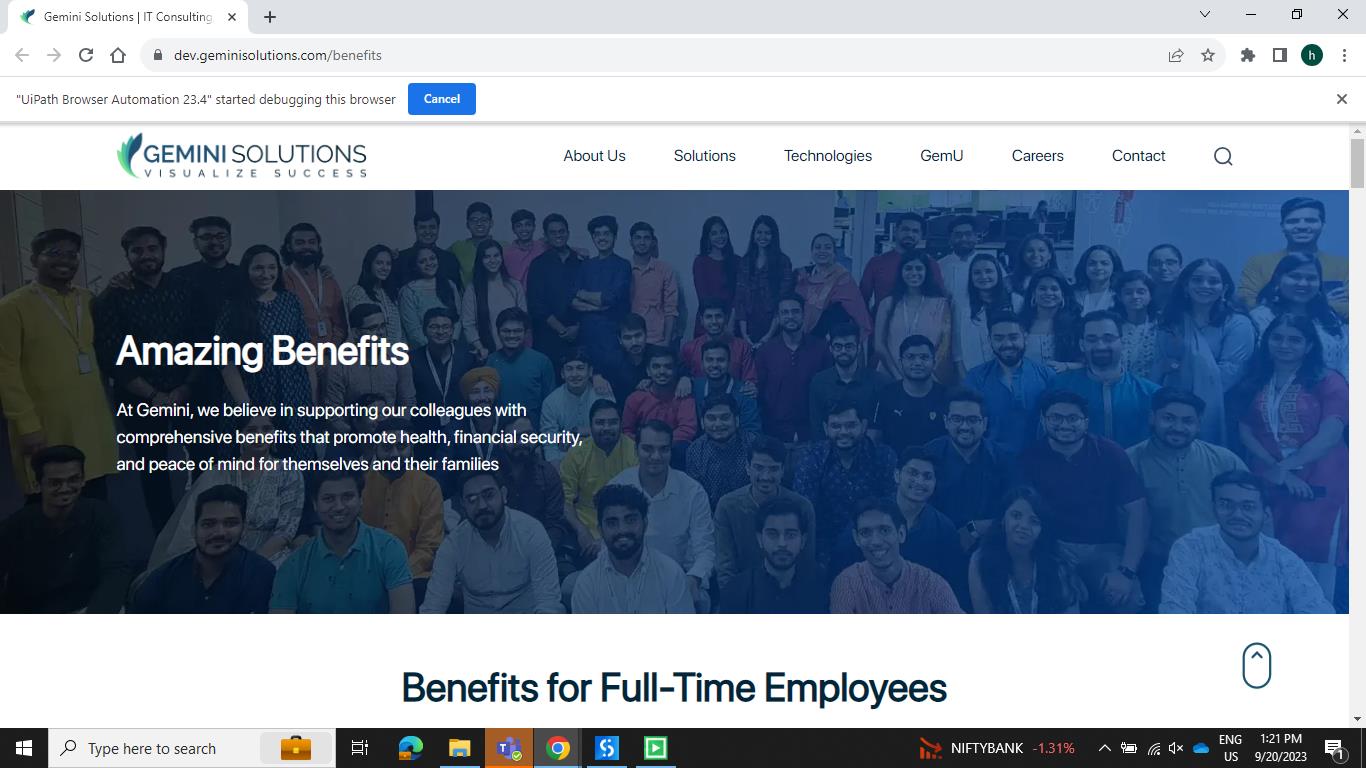 Gemini Solutions | IT Consulting
dev.geminisolutions.com/benefits
h
"UiPath Browser Automation 23.4" started debugging this browser
Cancel
GEMINI SOLUTIONS
VISUALIZE SUCCESS
About Us
Solutions
Technologies
GemU
Careers
Contact
Amazing Benefits
At Gemini, we believe in supporting our colleagues with
comprehensive benefits that promote health, financial security,
and peace of mind for themselves and their families
Benefits for Full-Time Employees
Type here to search
NIFTYBANK -1.31%
ENG
US
1:21 PM
9/20/2023
1